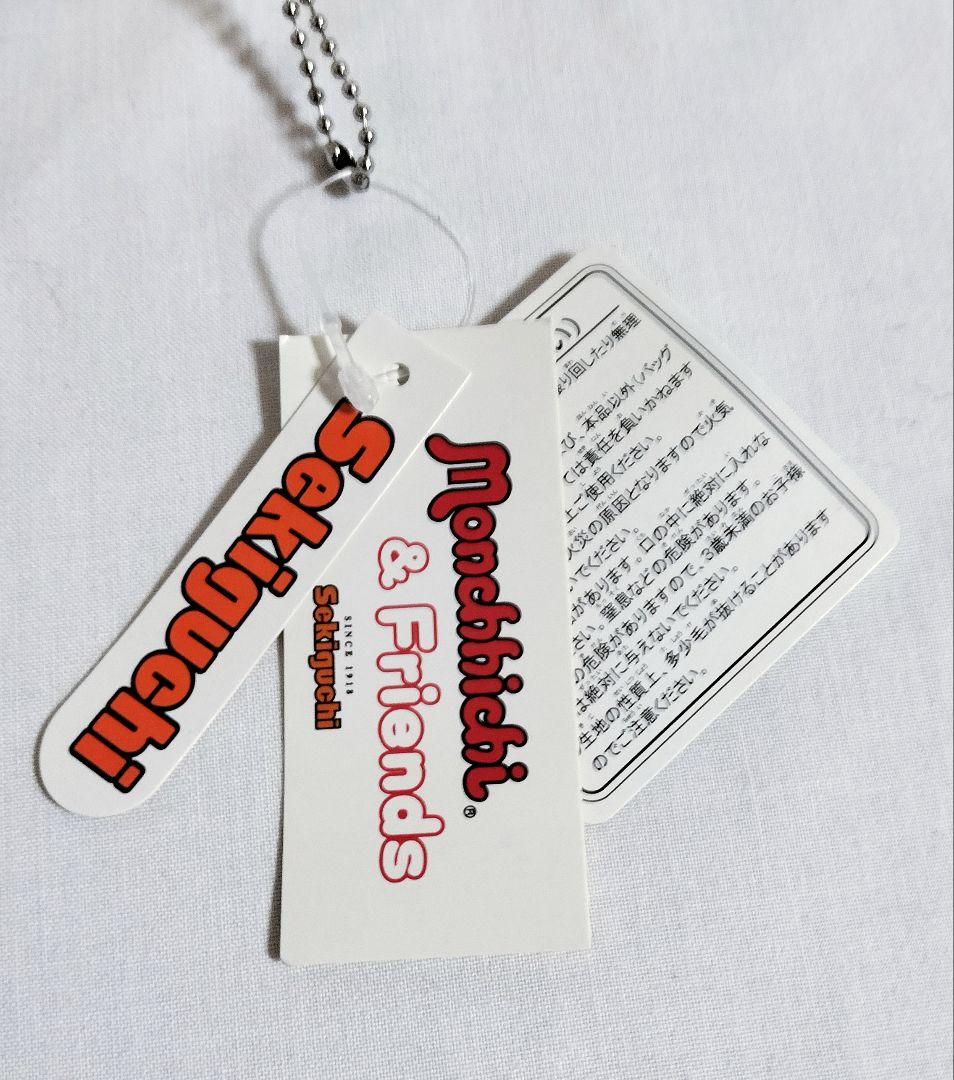 Sekiguchi
Monchhichi®
& Friends
SINCE 1918
Sekiguchi
い
り回したり無理
び、本品以外(バッグ
ては責任を負いかねます
上ご使用ください。
火炎の原因となりますので火気
いでください。
があります。口の中に絶対に入れな
さい。窒息などの危険があります。
の危険がありますので、3歳未満のお子様
は絶対に与えないでください。
生地の性質上、多少毛が抜けることがあります
のでご注意ください。